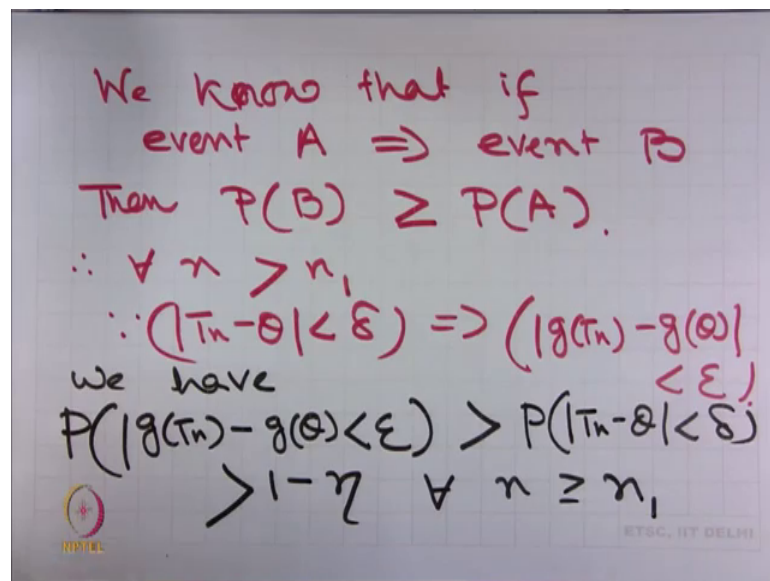 We know that if
event A => event B
Then P(B) ≥ P(A).
∴ ∀ n > n₁
∵ (|Tn-θ| < δ) => (|g(Tn) - g(θ)|
< ε)
we have
P(|g(Tn) - g(θ) < ε) > P(|Tn-θ| < δ)
> 1-η ∀ n ≥ n₁
NPTEL
ETSC, IIT DELHI